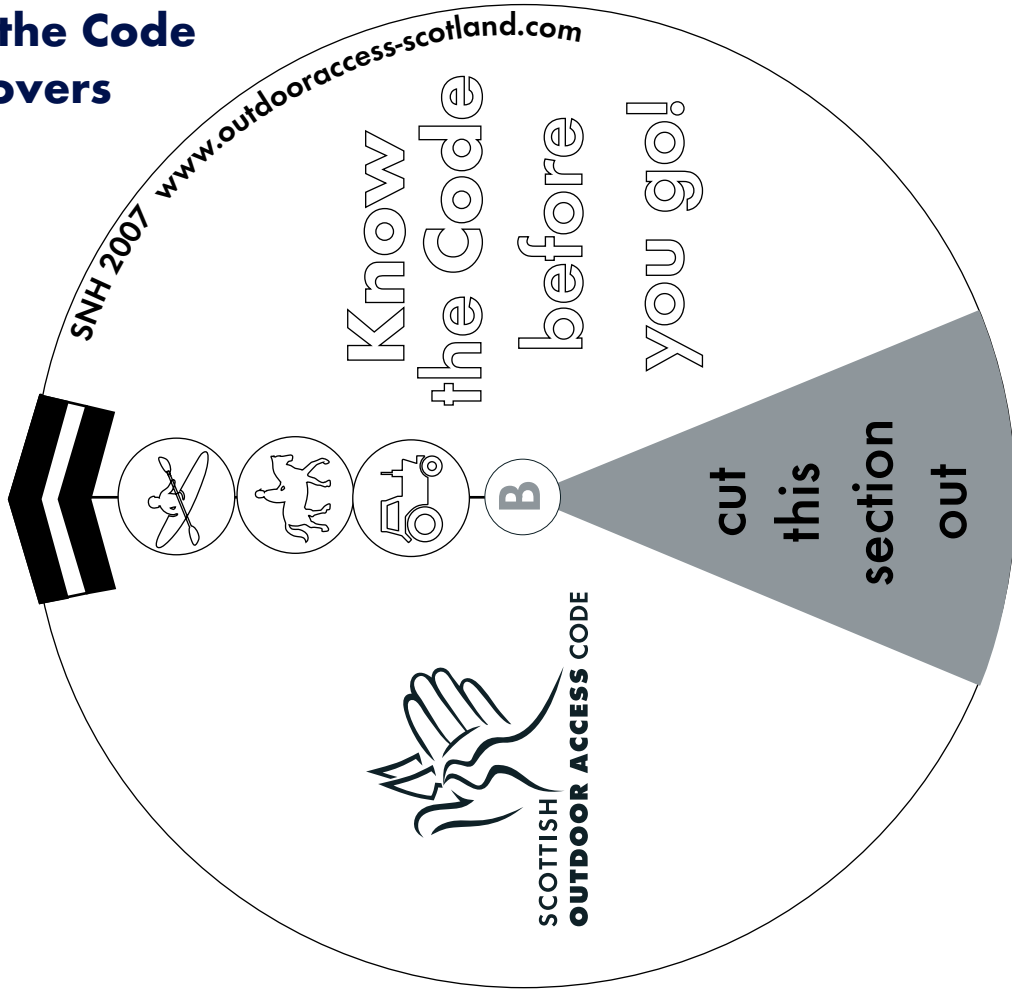 the Code
overs
SNH 2007 www.outdooraccess-scotland.com
Know
the Code
before
you go!
B
cut
this
section
out
SCOTTISH
OUTDOOR ACCESS CODE